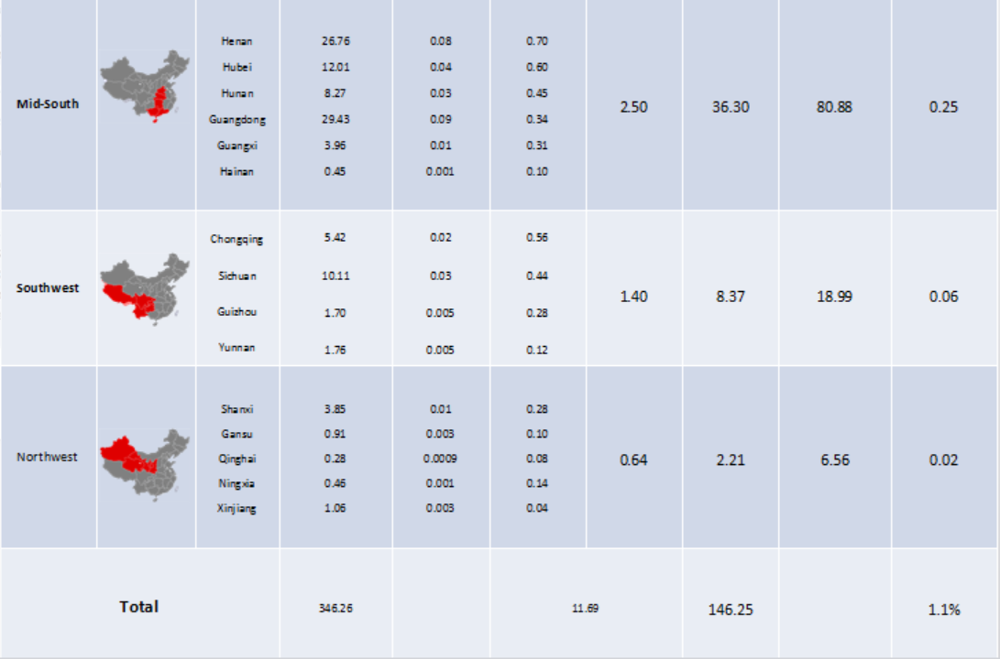 Henan 26.76 0.08 0.70
Hubei 12.01 0.04 0.60
Mid-South Hunan 8.27 0.03 0.45 2.50 36.30 80.88 0.25
Guangdong 29.43 0.09 0.34
Guangxi 3.96 0.01 0.31
Hainan 0.45 0.001 0.10
Chongqing 5.42 0.02 0.56
Southwest Sichuan 10.11 0.03 0.44 1.40 8.37 18.99 0.06
Guizhou 1.70 0.005 0.28
Yunnan 1.76 0.005 0.12
Shanxi 3.85 0.01 0.28
Gansu 0.91 0.003 0.10
Northwest Qinghai 0.28 0.0009 0.08 0.64 2.21 6.56 0.02
Ningxia 0.46 0.001 0.14
Xinjiang 1.06 0.003 0.04
Total 346.26 11.69 146.25 1.1%